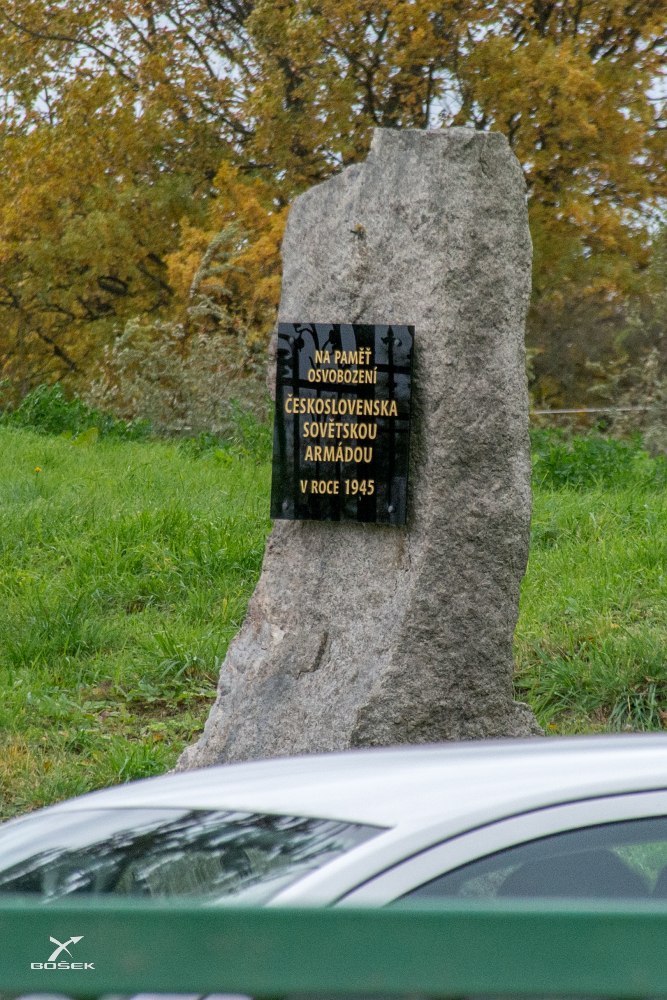 NA PAMĚŤ
OSVOBOZENÍ
ČESKOSLOVENSKA
SOVĚTSKOU
ARMÁDOU
V ROCE 1945
BOŠEK